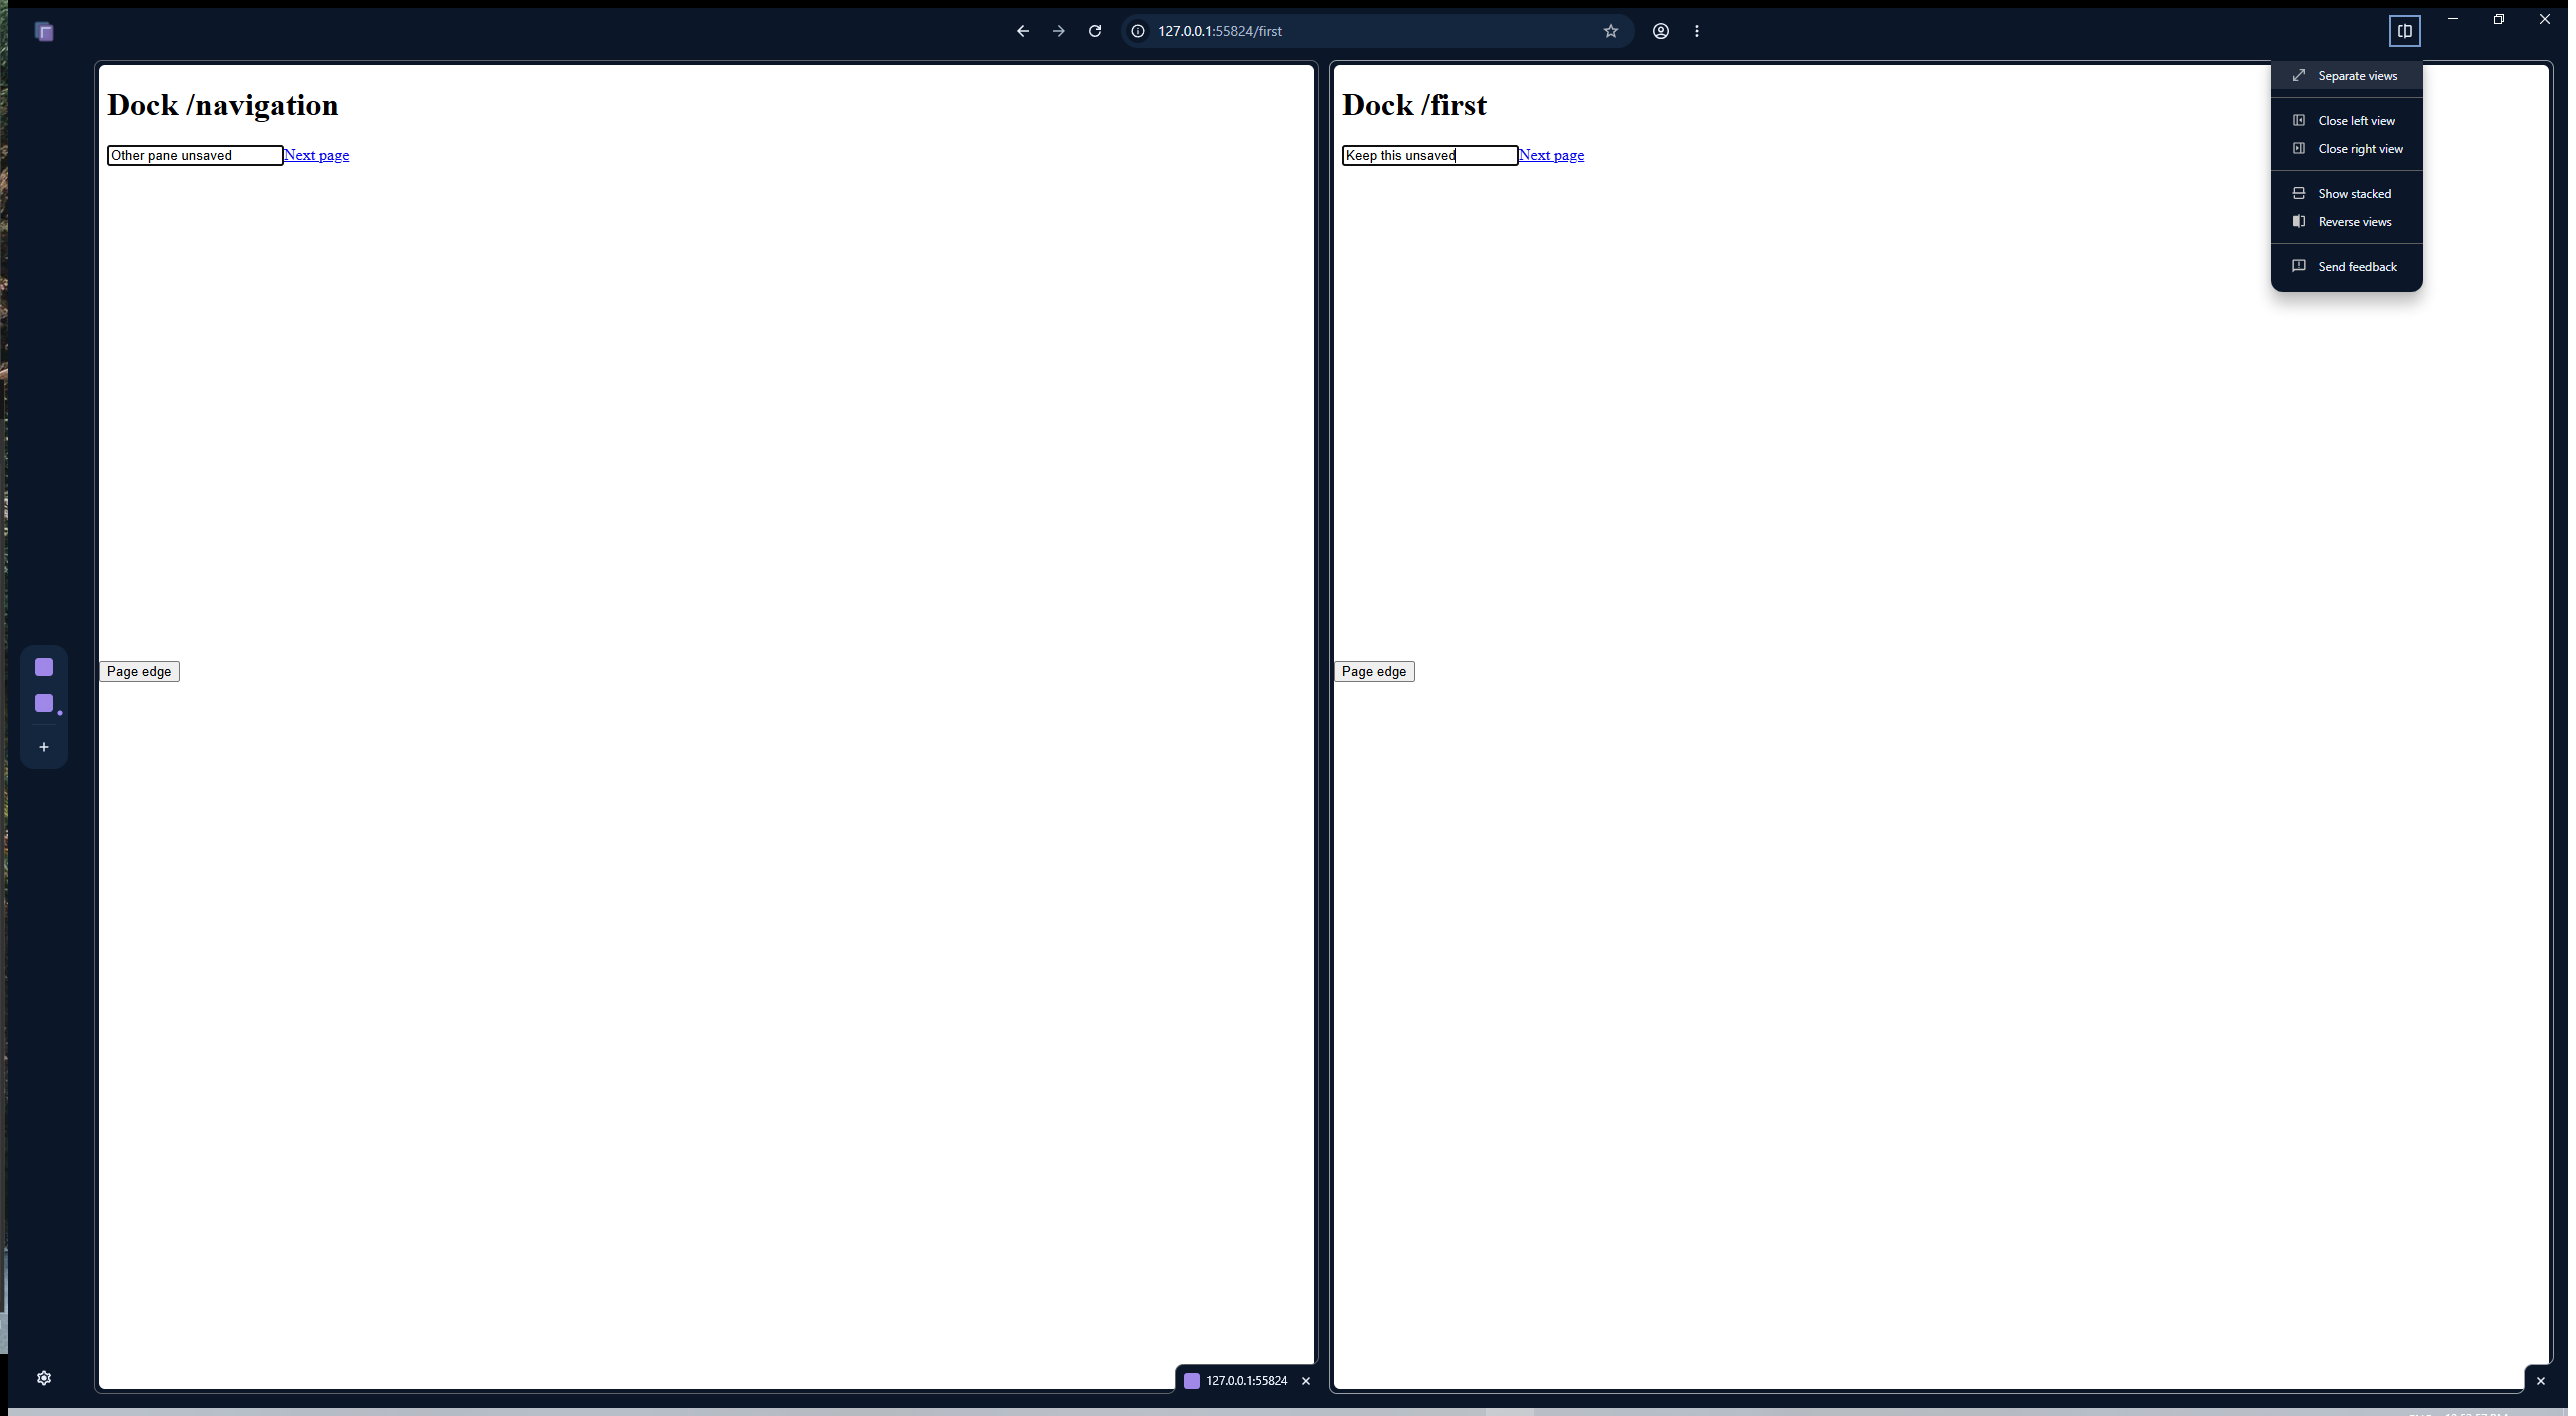 127.0.0.1:55824/first
Dock /navigation
Other pane unsaved Next page
Page edge
127.0.0.1:55824
Dock /first
Keep this unsaved Next page
Page edge
Separate views
Close left view
Close right view
Show stacked
Reverse views
Send feedback